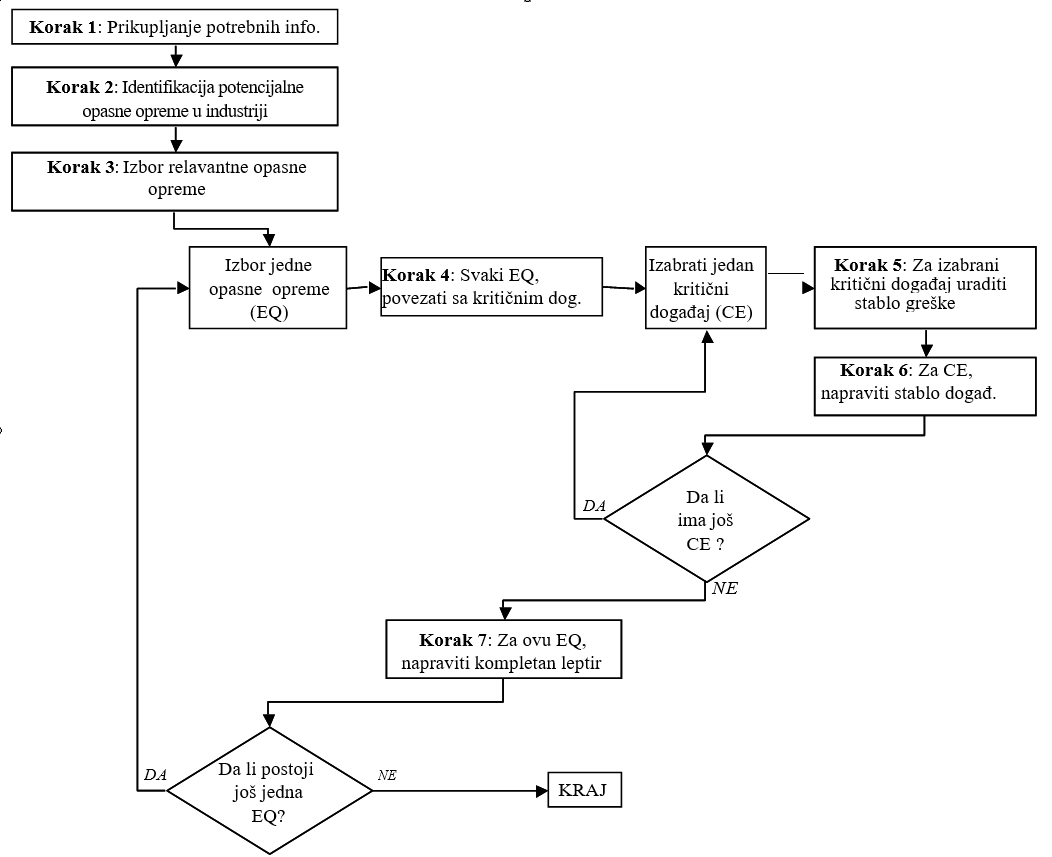 Korak 1: Prikupljanje potrebnih info.
Korak 2: Identifikacija potencijalne
opasne opreme u industriji
Korak 3: Izbor relavantne opasne
opreme
Izbor jedne
opasne opreme
(EQ)
Korak 4: Svaki EQ,
povezati sa kritičnim dog.
Izabrati jedan
kritični
događaj (CE)
Korak 5: Za izabrani
kritični događaj uraditi
stablo greške
Korak 6: Za CE,
napraviti stablo događ.
Da li
ima još
CE ?
DA
NE
Korak 7: Za ovu EQ,
napraviti kompletan leptir
Da li postoji
još jedna
EQ?
DA
NE
KRAJ